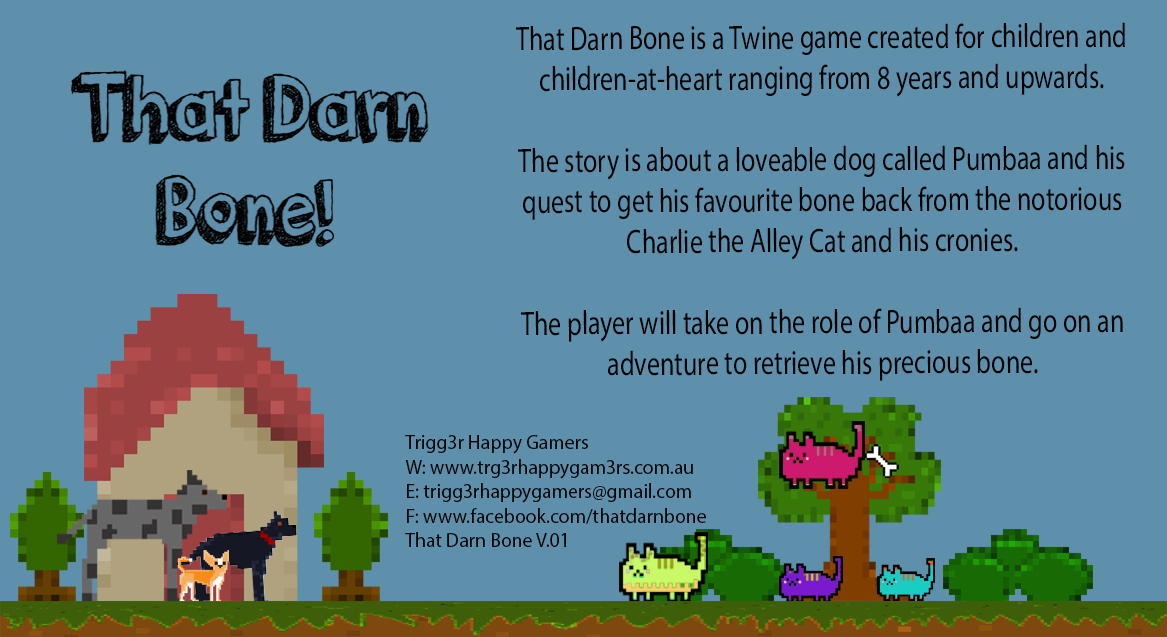 That Darn
Bone!
That Darn Bone is a Twine game created for children and
children-at-heart ranging from 8 years and upwards.
The story is about a loveable dog called Pumbaa and his
quest to get his favourite bone back from the notorious
Charlie the Alley Cat and his cronies.
The player will take on the role of Pumbaa and go on an
adventure to retrieve his precious bone.
Trigg3r Happy Gamers
W: www.trg3rhappygam3rs.com.au
E: trigg3rhappygamers@gmail.com
F: www.facebook.com/thatdarnbone
That Darn Bone V.01